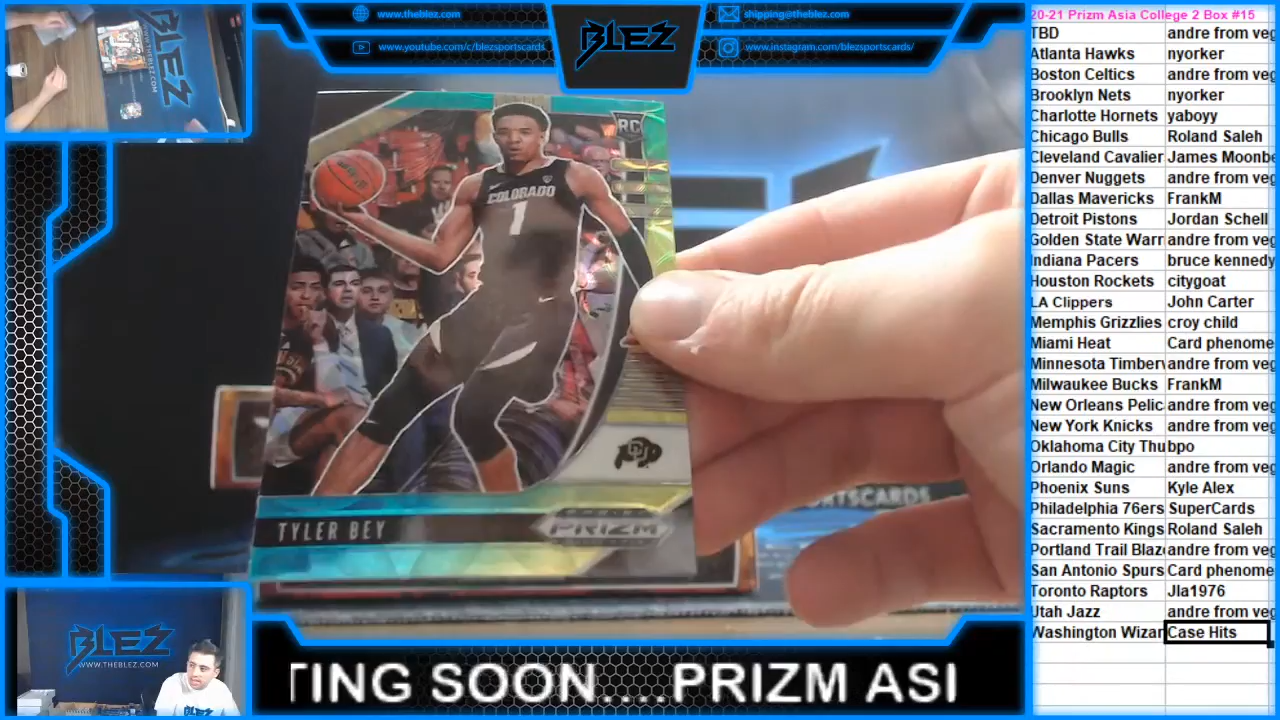 www.theblez.com
www.youtube.com/c/blezsportscards
BLEZ
shipping@theblez.com
www.instagram.com/blezsportscards/
20-21 Prizm Asia College 2 Box #15
TBD andre from veg
Atlanta Hawks nyorker
Boston Celtics andre from veg
Brooklyn Nets nyorker
Charlotte Hornets yaboyy
Chicago Bulls Roland Saleh
Cleveland Cavalier James Moonbe
Denver Nuggets andre from veg
Dallas Mavericks FrankM
Detroit Pistons Jordan Schell
Golden State Warr andre from veg
Indiana Pacers bruce kennedy
Houston Rockets citygoat
LA Clippers John Carter
Memphis Grizzlies croy child
Miami Heat Card phenome
Minnesota Timberv andre from veg
Milwaukee Bucks FrankM
New Orleans Pelic andre from veg
New York Knicks andre from veg
Oklahoma City Thu bpo
Orlando Magic andre from veg
Phoenix Suns Kyle Alex
Philadelphia 76ers SuperCards
Sacramento Kings Roland Saleh
Portland Trail Blaz andre from veg
San Antonio Spurs Card phenome
Toronto Raptors Jla1976
Utah Jazz andre from veg
Washington Wizar Case Hits
RC
COLORADO
1
CU
TYLER BEY
PRIZM
SPORTSCARDS
BLEZ
WWW.THEBLEZ.COM
TING SOON....PRIZM ASI